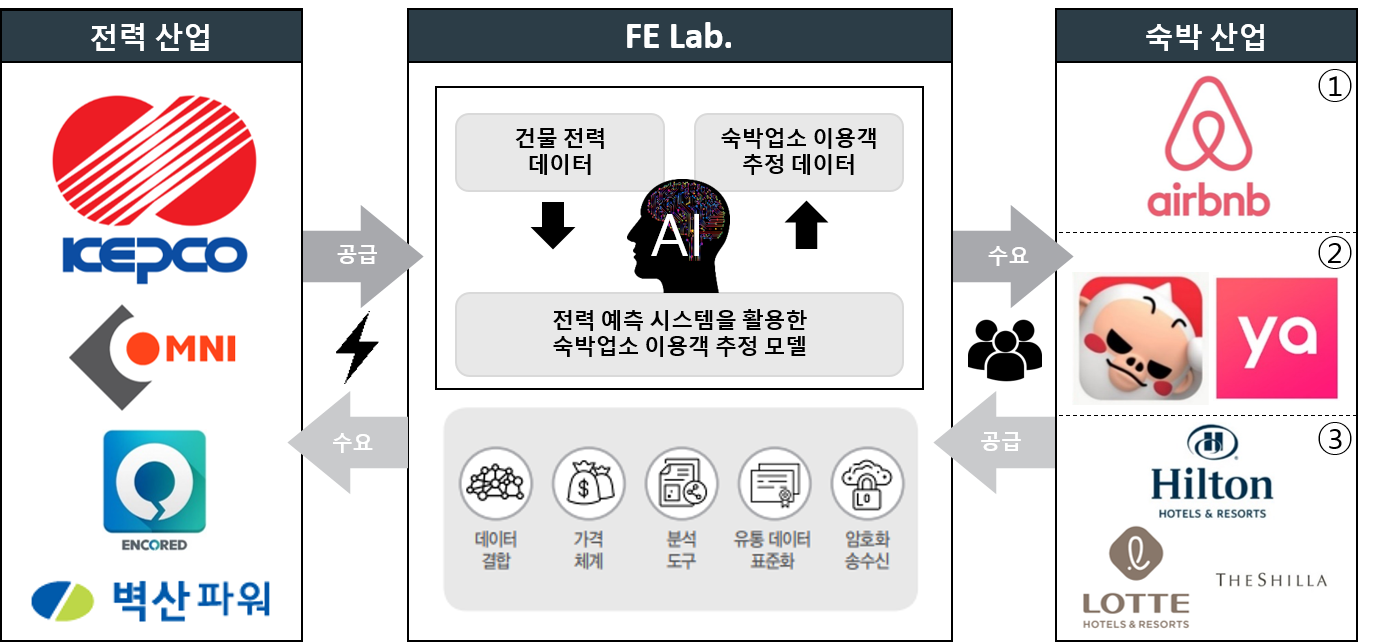 전력 산업
KEPCO
OMNI
ENCORED
벽산파워
공급
수요
FE Lab.
건물 전력
데이터
숙박업소 이용객
추정 데이터
AI
전력 예측 시스템을 활용한
숙박업소 이용객 추정 모델
데이터
결합
가격
체계
분석
도구
유통 데이터
표준화
암호화
송수신
수요
공급
숙박 산업
①
airbnb
②
ya
③
Hilton
HOTELS & RESORTS
LOTTE
HOTELS & RESORTS
THE SHILLA